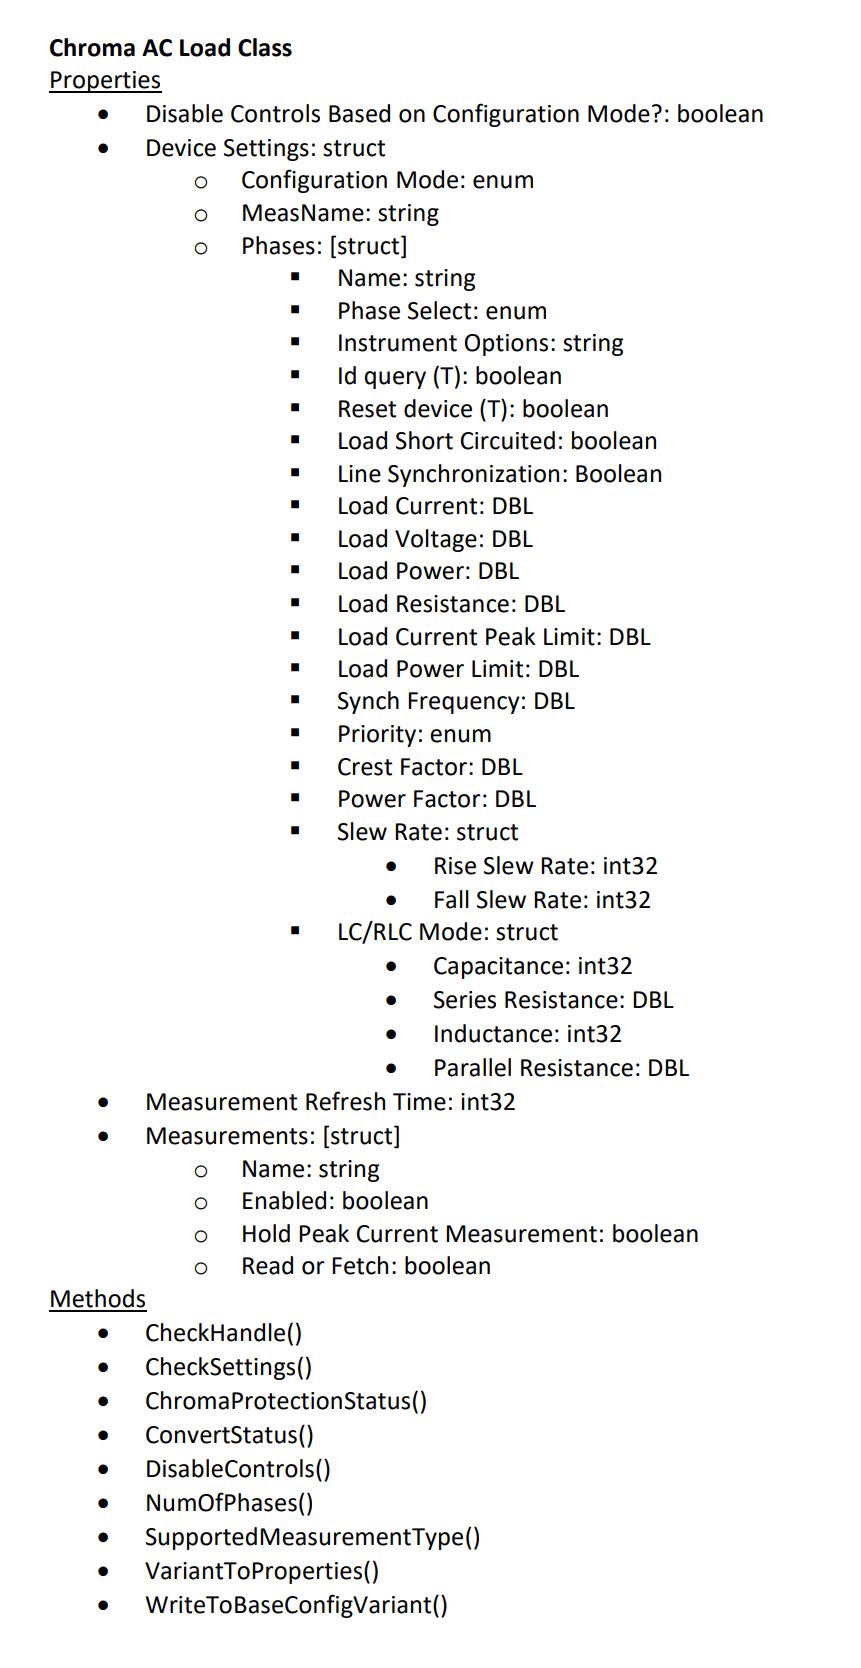 Chroma AC Load Class
Properties
• Disable Controls Based on Configuration Mode?: boolean
• Device Settings: struct
o Configuration Mode: enum
o MeasName: string
o Phases: [struct]
▪ Name: string
▪ Phase Select: enum
▪ Instrument Options: string
▪ Id query (T): boolean
▪ Reset device (T): boolean
▪ Load Short Circuited: boolean
▪ Line Synchronization: Boolean
▪ Load Current: DBL
▪ Load Voltage: DBL
▪ Load Power: DBL
▪ Load Resistance: DBL
▪ Load Current Peak Limit: DBL
▪ Load Power Limit: DBL
▪ Synch Frequency: DBL
▪ Priority: enum
▪ Crest Factor: DBL
▪ Power Factor: DBL
▪ Slew Rate: struct
• Rise Slew Rate: int32
• Fall Slew Rate: int32
▪ LC/RLC Mode: struct
• Capacitance: int32
• Series Resistance: DBL
• Inductance: int32
• Parallel Resistance: DBL
• Measurement Refresh Time: int32
• Measurements: [struct]
o Name: string
o Enabled: boolean
o Hold Peak Current Measurement: boolean
o Read or Fetch: boolean
Methods
• CheckHandle()
• CheckSettings()
• ChromaProtectionStatus()
• ConvertStatus()
• DisableControls()
• NumOfPhases()
• SupportedMeasurementType()
• VariantToProperties()
• WriteToBaseConfigVariant()